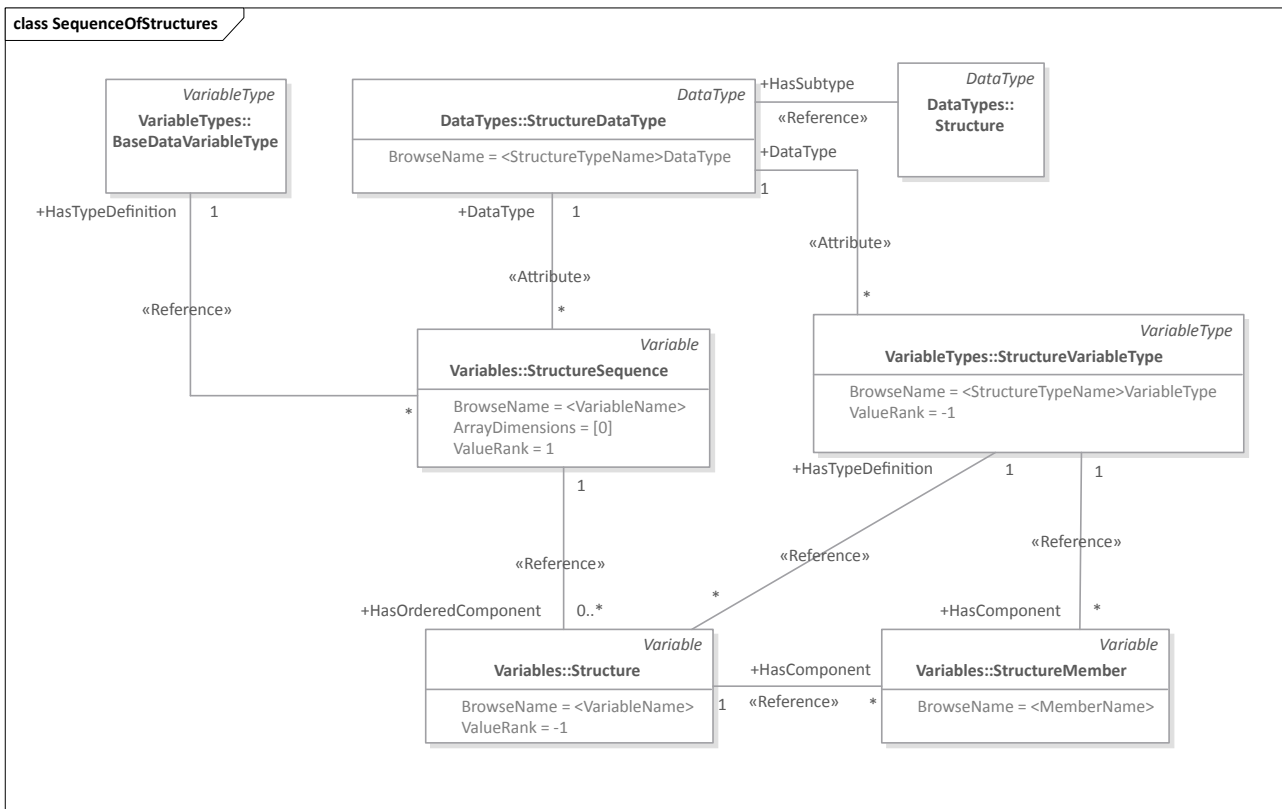 class SequenceOfStructures
VariableType
VariableTypes::
BaseDataVariableType
DataType
DataTypes::StructureDataType
BrowseName = <StructureTypeName>DataType
+HasSubtype
«Reference»
DataType
DataTypes::
Structure
+DataType
1
+HasTypeDefinition
1
+DataType
1
«Attribute»
«Attribute»
«Reference»
*
*
Variable
Variables::StructureSequence
BrowseName = <VariableName>
ArrayDimensions = [0]
ValueRank = 1
*
VariableType
VariableTypes::StructureVariableType
BrowseName = <StructureTypeName>VariableType
ValueRank = -1
+HasTypeDefinition
1
1
1
«Reference»
«Reference»
«Reference»
*
+HasOrderedComponent
0..*
+HasComponent
*
Variable
Variables::Structure
BrowseName = <VariableName>
ValueRank = -1
+HasComponent
1
«Reference»
*
Variable
Variables::StructureMember
BrowseName = <MemberName>